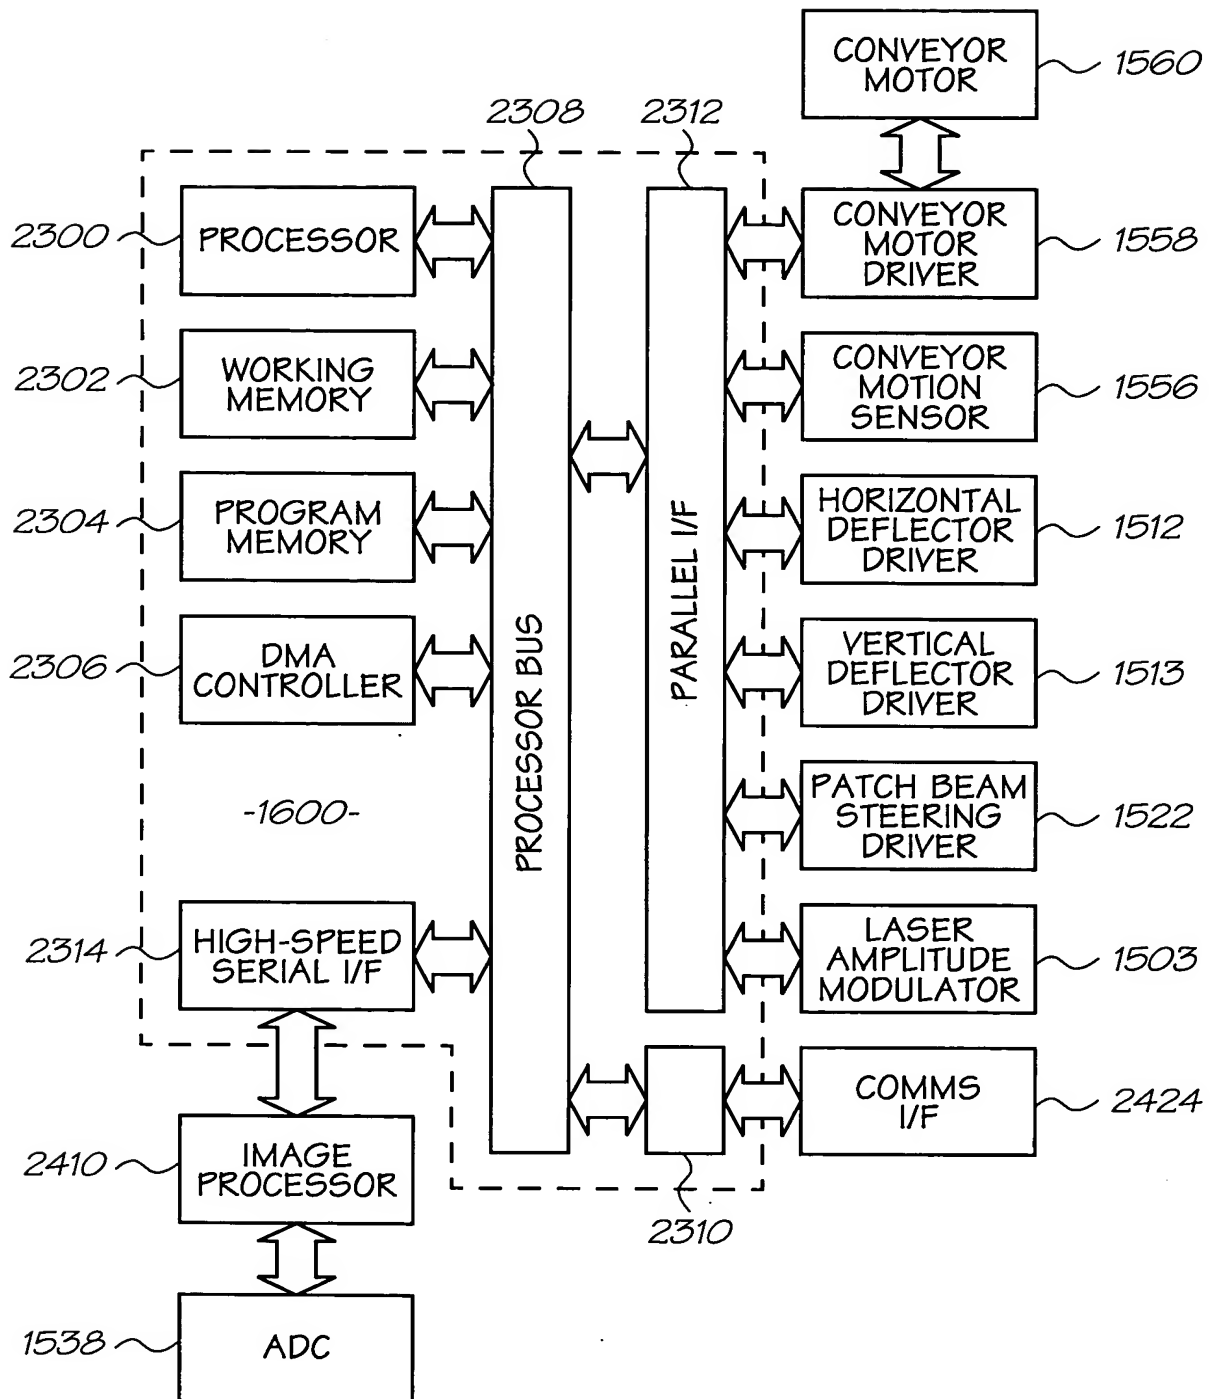 CONVEYOR
MOTOR
1560
2308
2312
2300
PROCESSOR
CONVEYOR
MOTOR
DRIVER
1558
2302
WORKING
MEMORY
CONVEYOR
MOTION
SENSOR
1556
2304
PROGRAM
MEMORY
HORIZONTAL
DEFLECTOR
DRIVER
1512
2306
DMA
CONTROLLER
PROCESSOR BUS
PARALLEL I/F
VERTICAL
DEFLECTOR
DRIVER
1513
-1600-
PATCH BEAM
STEERING
DRIVER
1522
2314
HIGH-SPEED
SERIAL I/F
LASER
AMPLITUDE
MODULATOR
1503
COMMS
I/F
2424
2410
IMAGE
PROCESSOR
2310
1538
ADC